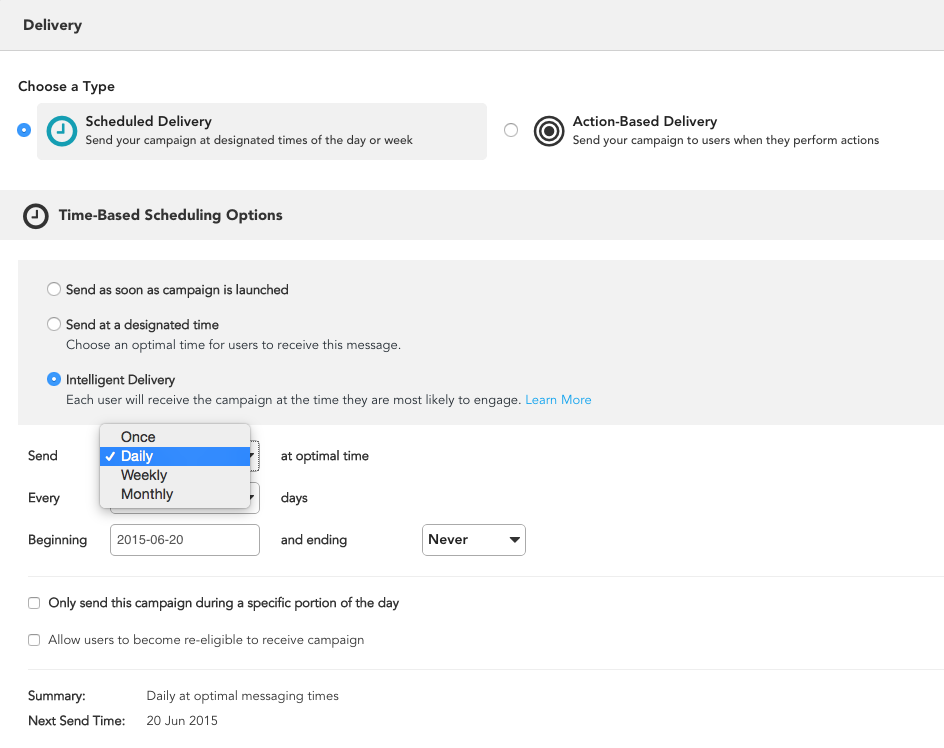 Delivery
Choose a Type
Scheduled Delivery
Send your campaign at designated times of the day or week
Action-Based Delivery
Send your campaign to users when they perform actions
Time-Based Scheduling Options
Send as soon as campaign is launched
Send at a designated time
Choose an optimal time for users to receive this message.
Intelligent Delivery
Each user will receive the campaign at the time they are most likely to engage. Learn More
Send
Once
Daily
Weekly
Monthly
at optimal time
Every
days
Beginning 2015-06-20 and ending Never
Only send this campaign during a specific portion of the day
Allow users to become re-eligible to receive campaign
Summary: Daily at optimal messaging times
Next Send Time: 20 Jun 2015